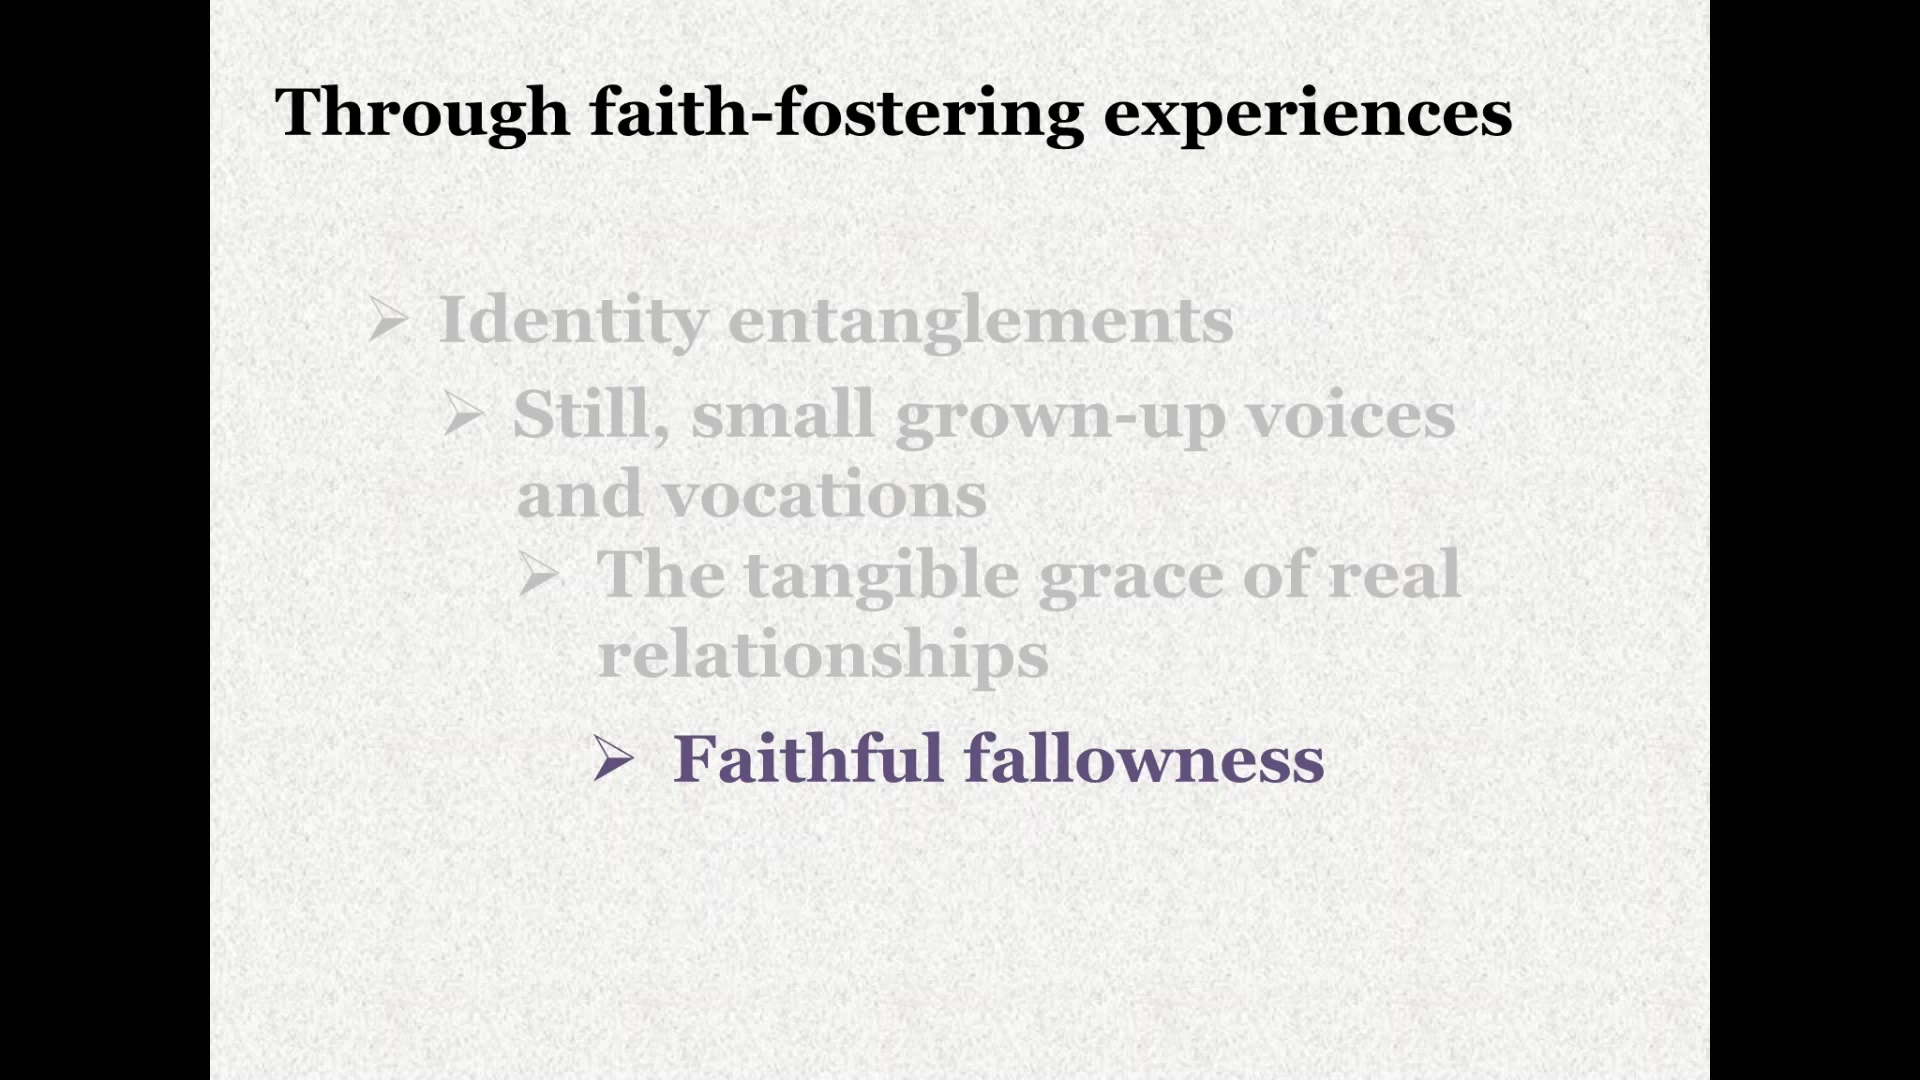 Through faith-fostering experiences
➢ Identity entanglements
➢ Still, small grown-up voices
and vocations
➢ The tangible grace of real
relationships
➢ Faithful fallowness